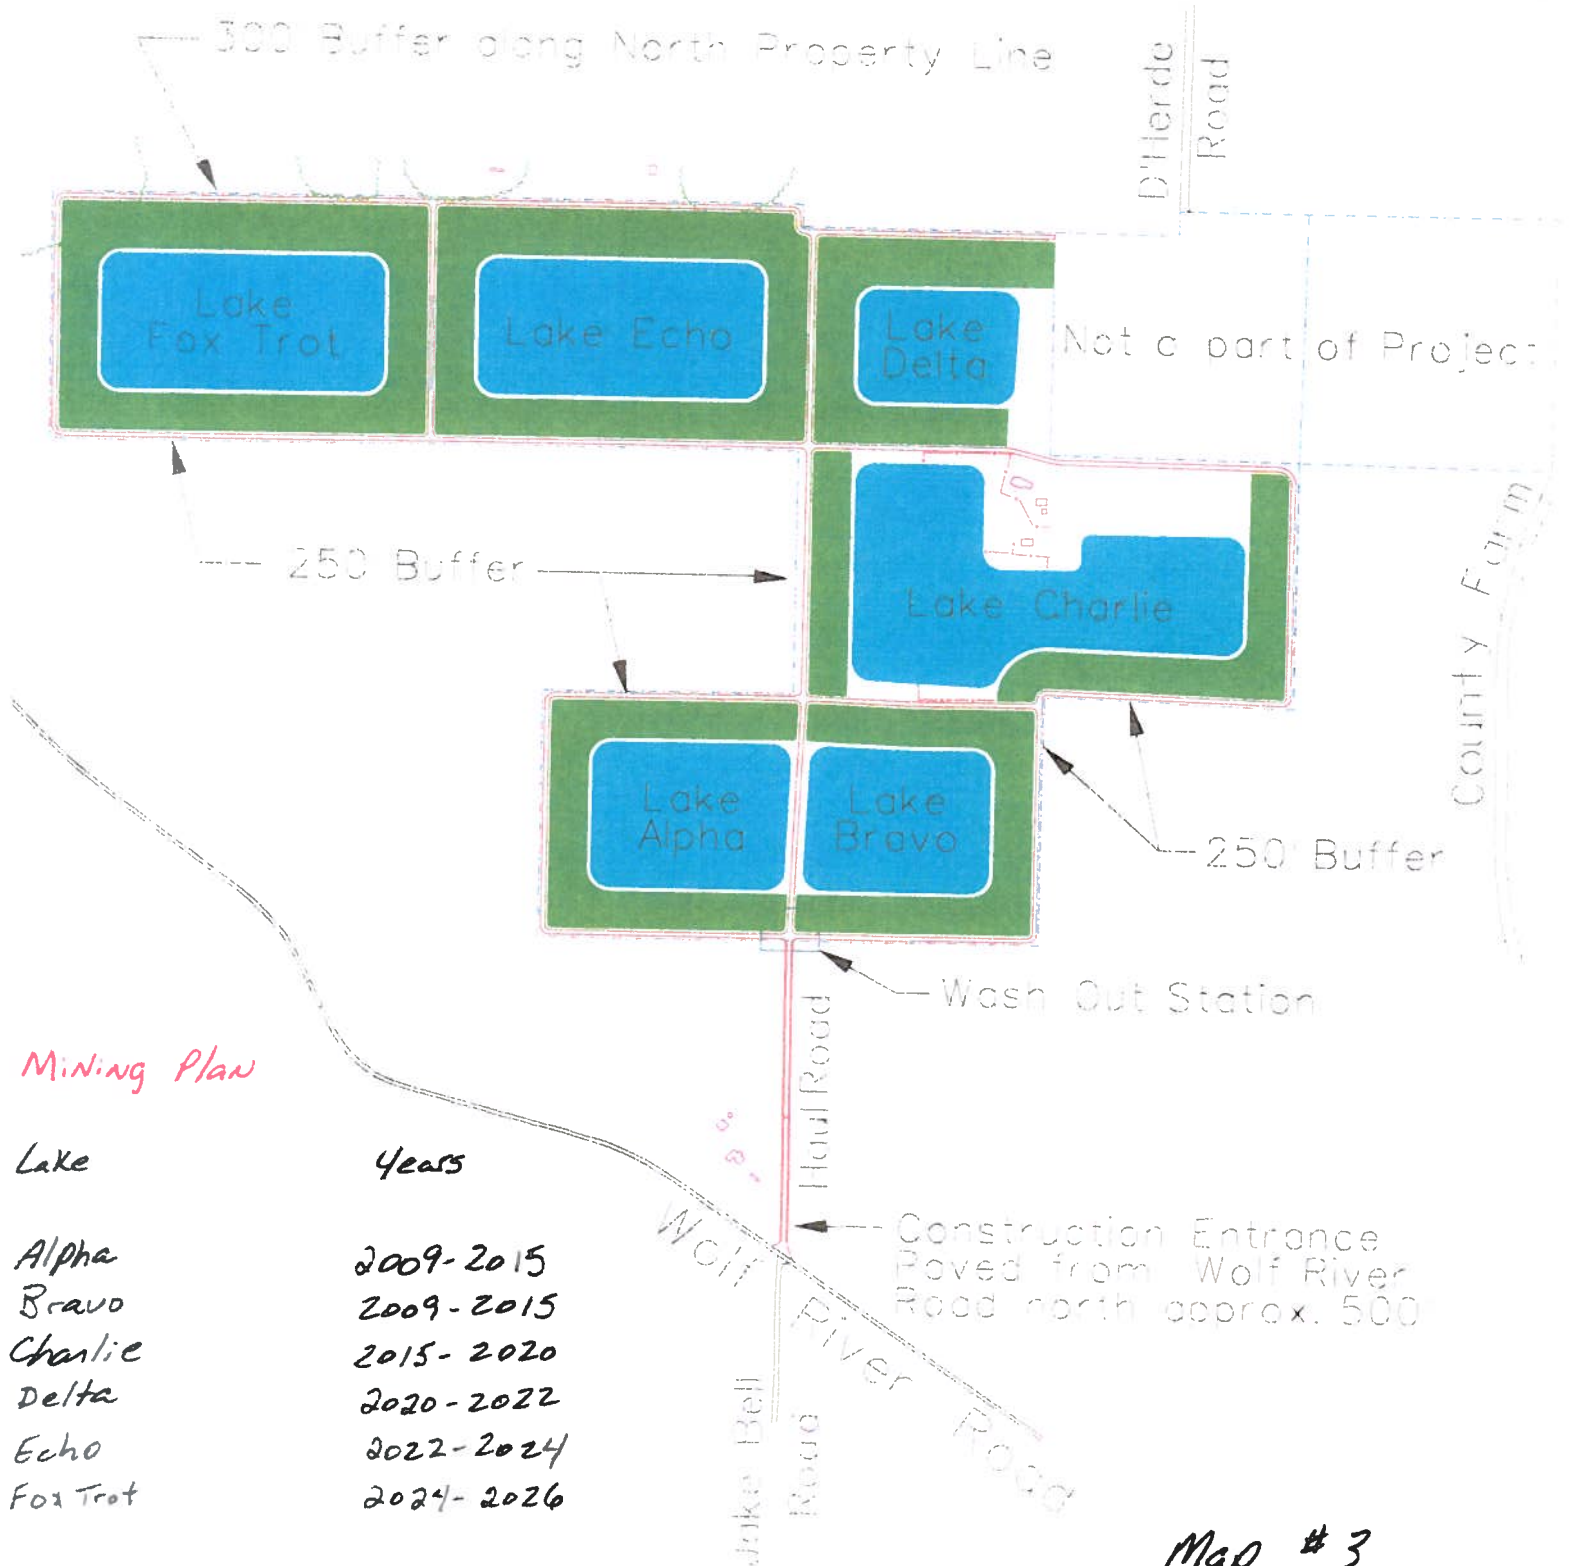 300 Buffer along North Property Line
D'Herde
Road
Lake
Fox Trot
Lake Echo
Lake
Delta
Not a part of Project
250 Buffer
Lake Charlie
County Farm
Lake
Alpha
Lake
Bravo
250 Buffer
Wash Out Station
Haul Road
Mining Plan
Lake Years
Alpha 2009-2015
Bravo 2009-2015
Charlie 2015-2020
Delta 2020-2022
Echo 2022-2024
Fox Trot 2024-2026
Construction Entrance
Paved from Wolf River
Road north approx. 500'
Wolf River Road
Jake Bell
Road
Map #3